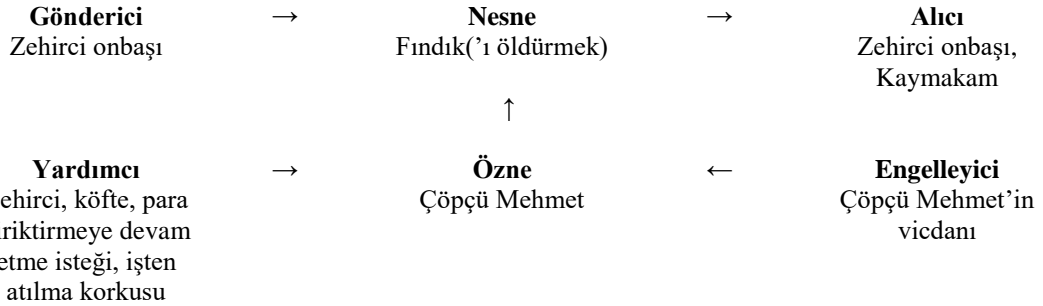 Gönderici → Nesne → Alıcı
Zehirci onbaşı Fındık('ı öldürmek) Zehirci onbaşı,
Kaymakam
↑
Yardımcı → Özne ← Engelleyici
köfte, para Çöpçü Mehmet Çöpçü Mehmet’in
devam vicdanı
isteği, işten
atılma korkusu